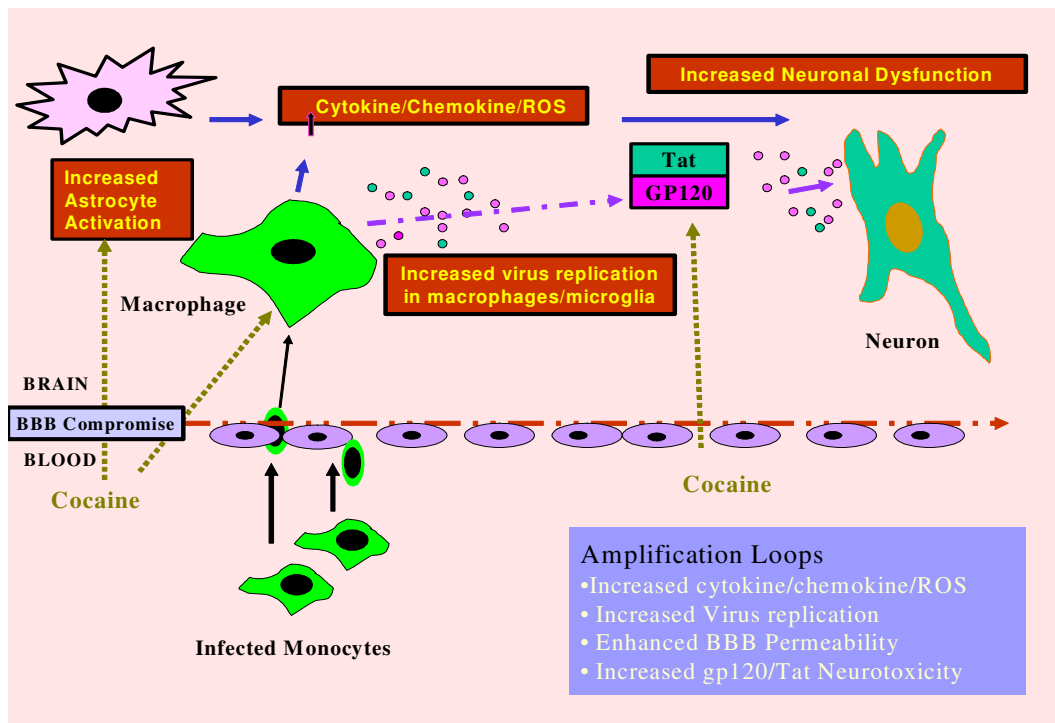 Increased Neuronal Dysfunction
Cytokine/Chemokine/ROS
Tat
GP120
Increased
Astrocyte
Activation
Increased virus replication
in macrophages/microglia
Macrophage
Neuron
BRAIN
BBB Compromise
BLOOD
Cocaine
Cocaine
Infected Monocytes
Amplification Loops
•Increased cytokine/chemokine/ROS
• Increased Virus replication
• Enhanced BBB Permeability
• Increased gp120/Tat Neurotoxicity